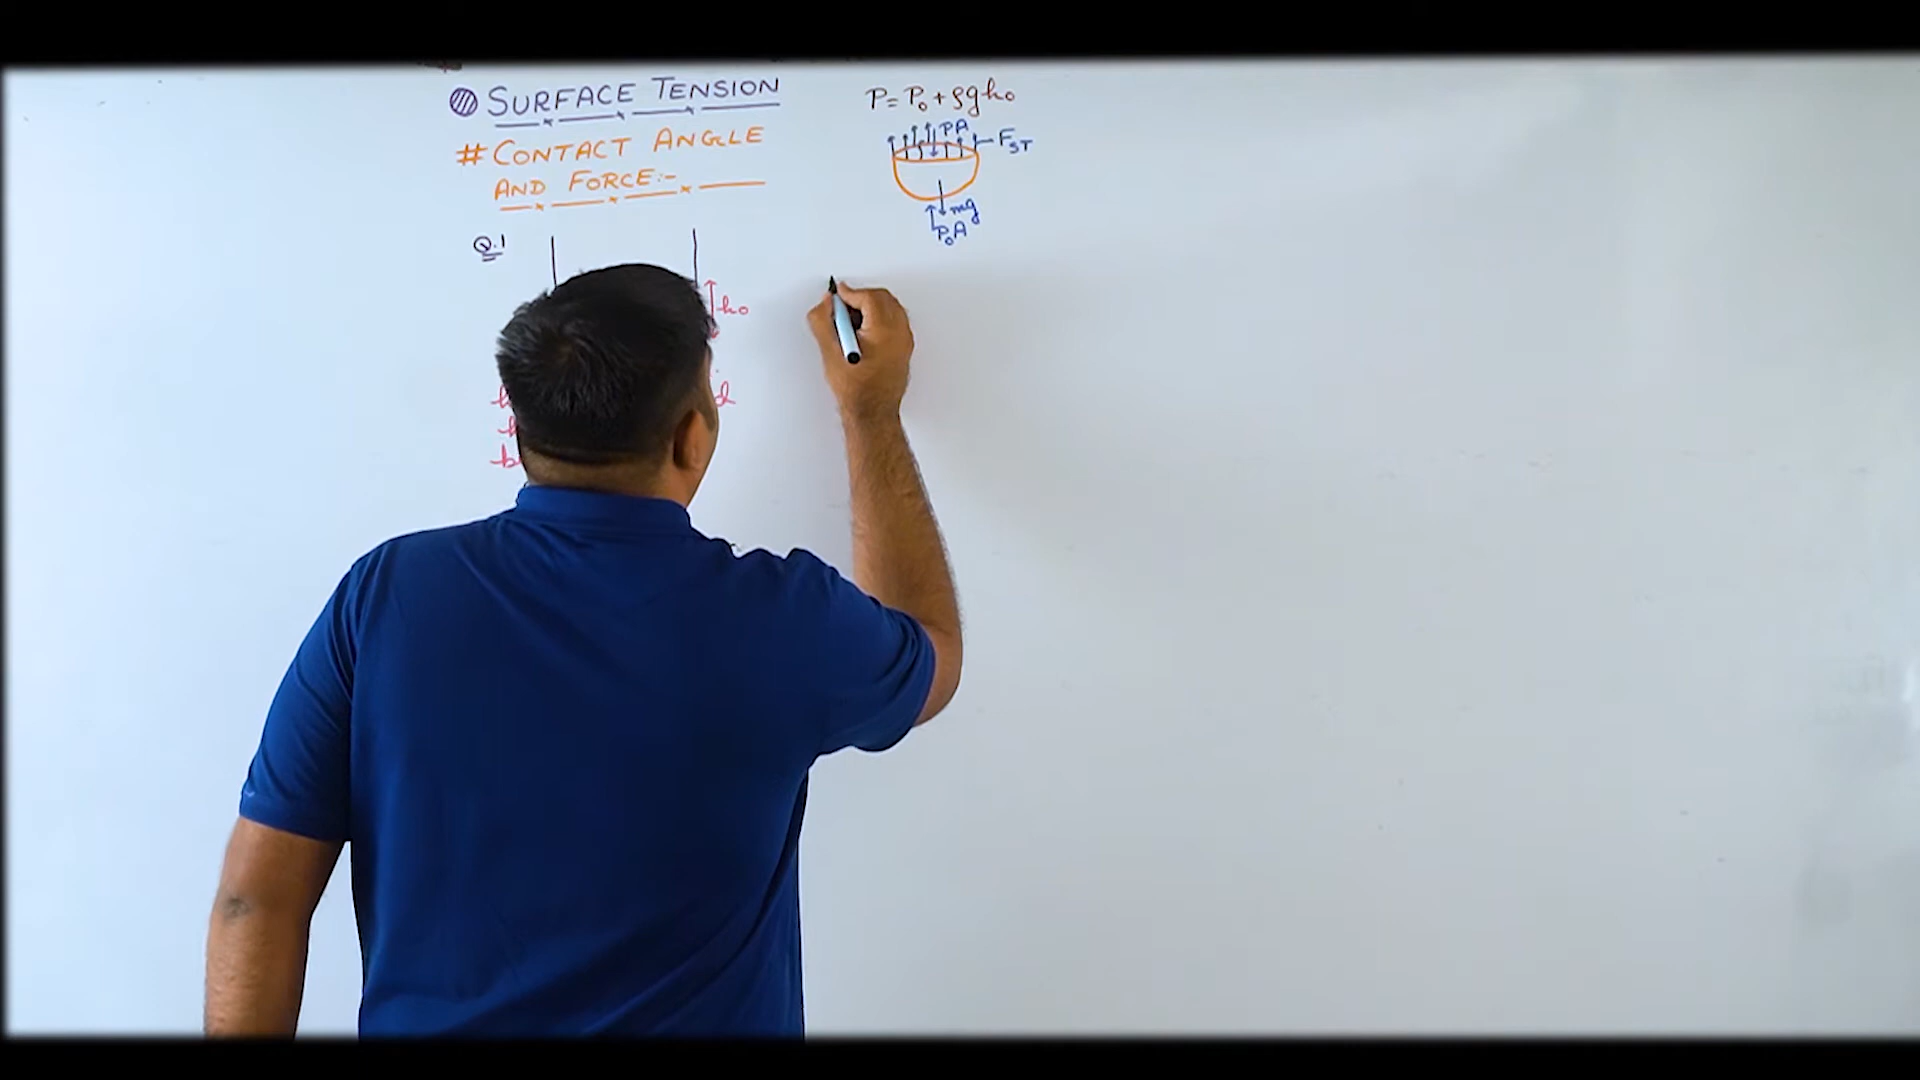 SURFACE TENSION
# CONTACT ANGLE
AND FORCE:-
Q.1
h₀
P = P₀ + ρgh₀
PA
F_ST
mg
P₀A